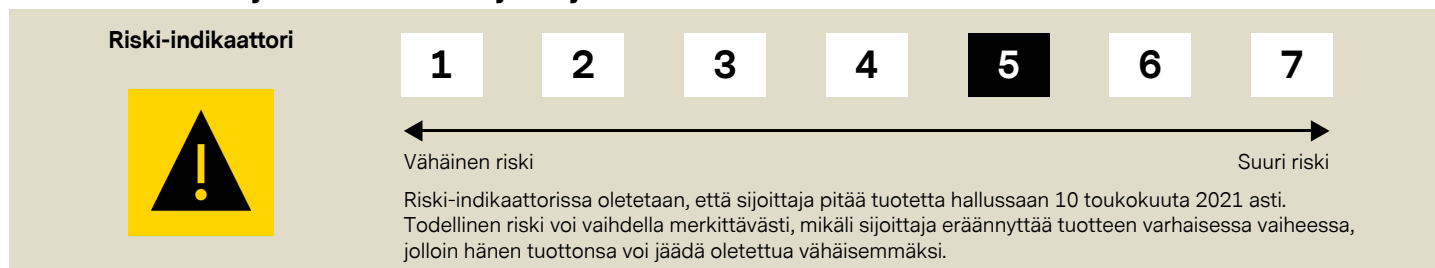 Riski-indikaattori
1 2 3 4 5 6 7
Vähäinen riski Suuri riski
Riski-indikaattorissa oletetaan, että sijoittaja pitää tuotetta hallussaan 10 toukokuuta 2021 asti.
Todellinen riski voi vaihdella merkittävästi, mikäli sijoittaja eräännyttää tuotteen varhaisessa vaiheessa,
jolloin hänen tuottonsa voi jäädä oletettua vähäisemmäksi.